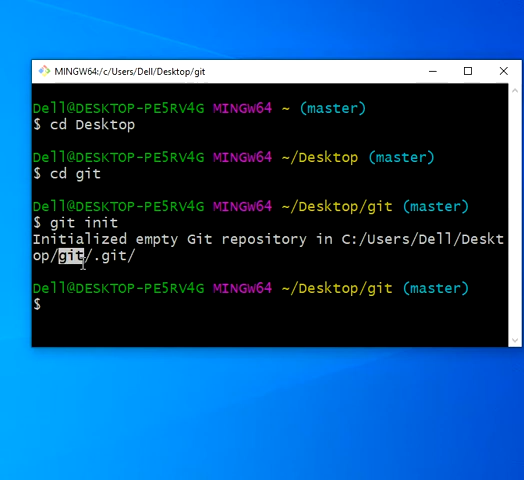 MINGW64:/c/Users/Dell/Desktop/git
Dell@DESKTOP-PE5RV4G MINGW64 ~ (master)
$ cd Desktop
Dell@DESKTOP-PE5RV4G MINGW64 ~/Desktop (master)
$ cd git
Dell@DESKTOP-PE5RV4G MINGW64 ~/Desktop/git (master)
$ git init
Initialized empty Git repository in C:/Users/Dell/Deskt
op/git/.git/
Dell@DESKTOP-PE5RV4G MINGW64 ~/Desktop/git (master)
$